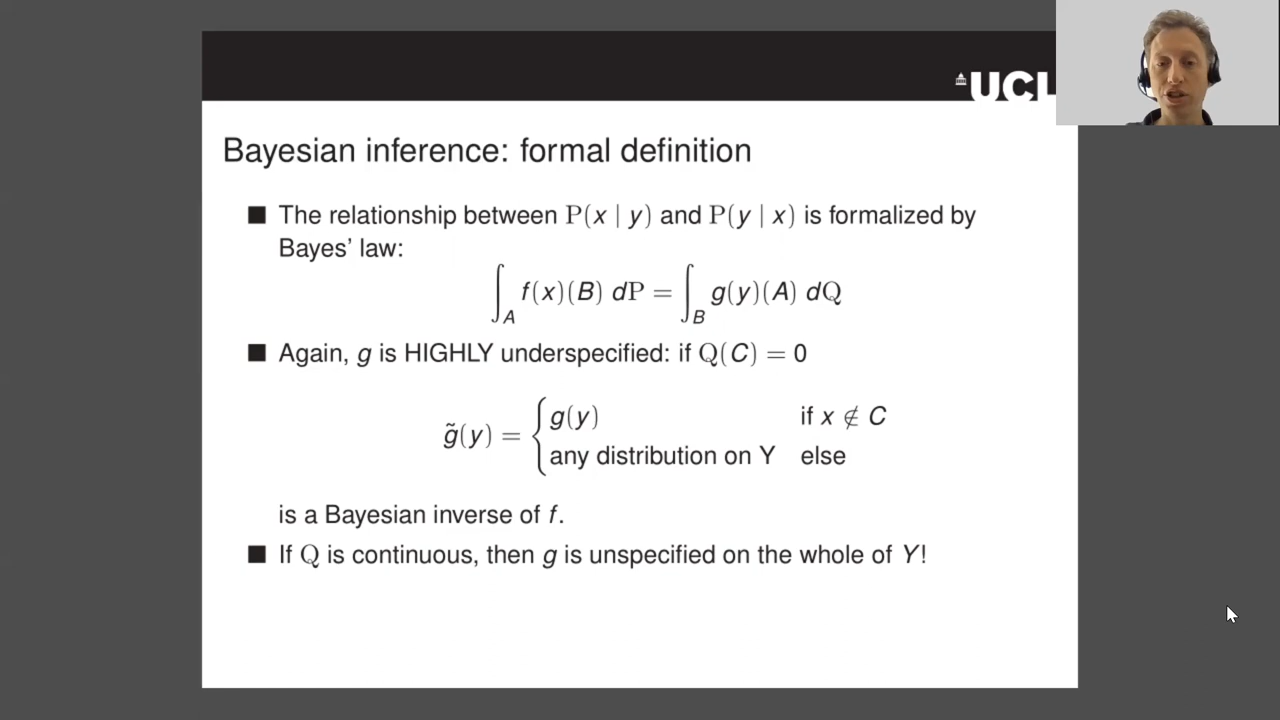 UCL
Bayesian inference: formal definition
■ The relationship between P(x | y) and P(y | x) is formalized by
Bayes' law:
∫_A f(x)(B) dP = ∫_B g(y)(A) dQ
■ Again, g is HIGHLY underspecified: if Q(C) = 0
g̃(y) = { g(y) if x ∉ C
any distribution on Y else
is a Bayesian inverse of f.
■ If Q is continuous, then g is unspecified on the whole of Y!